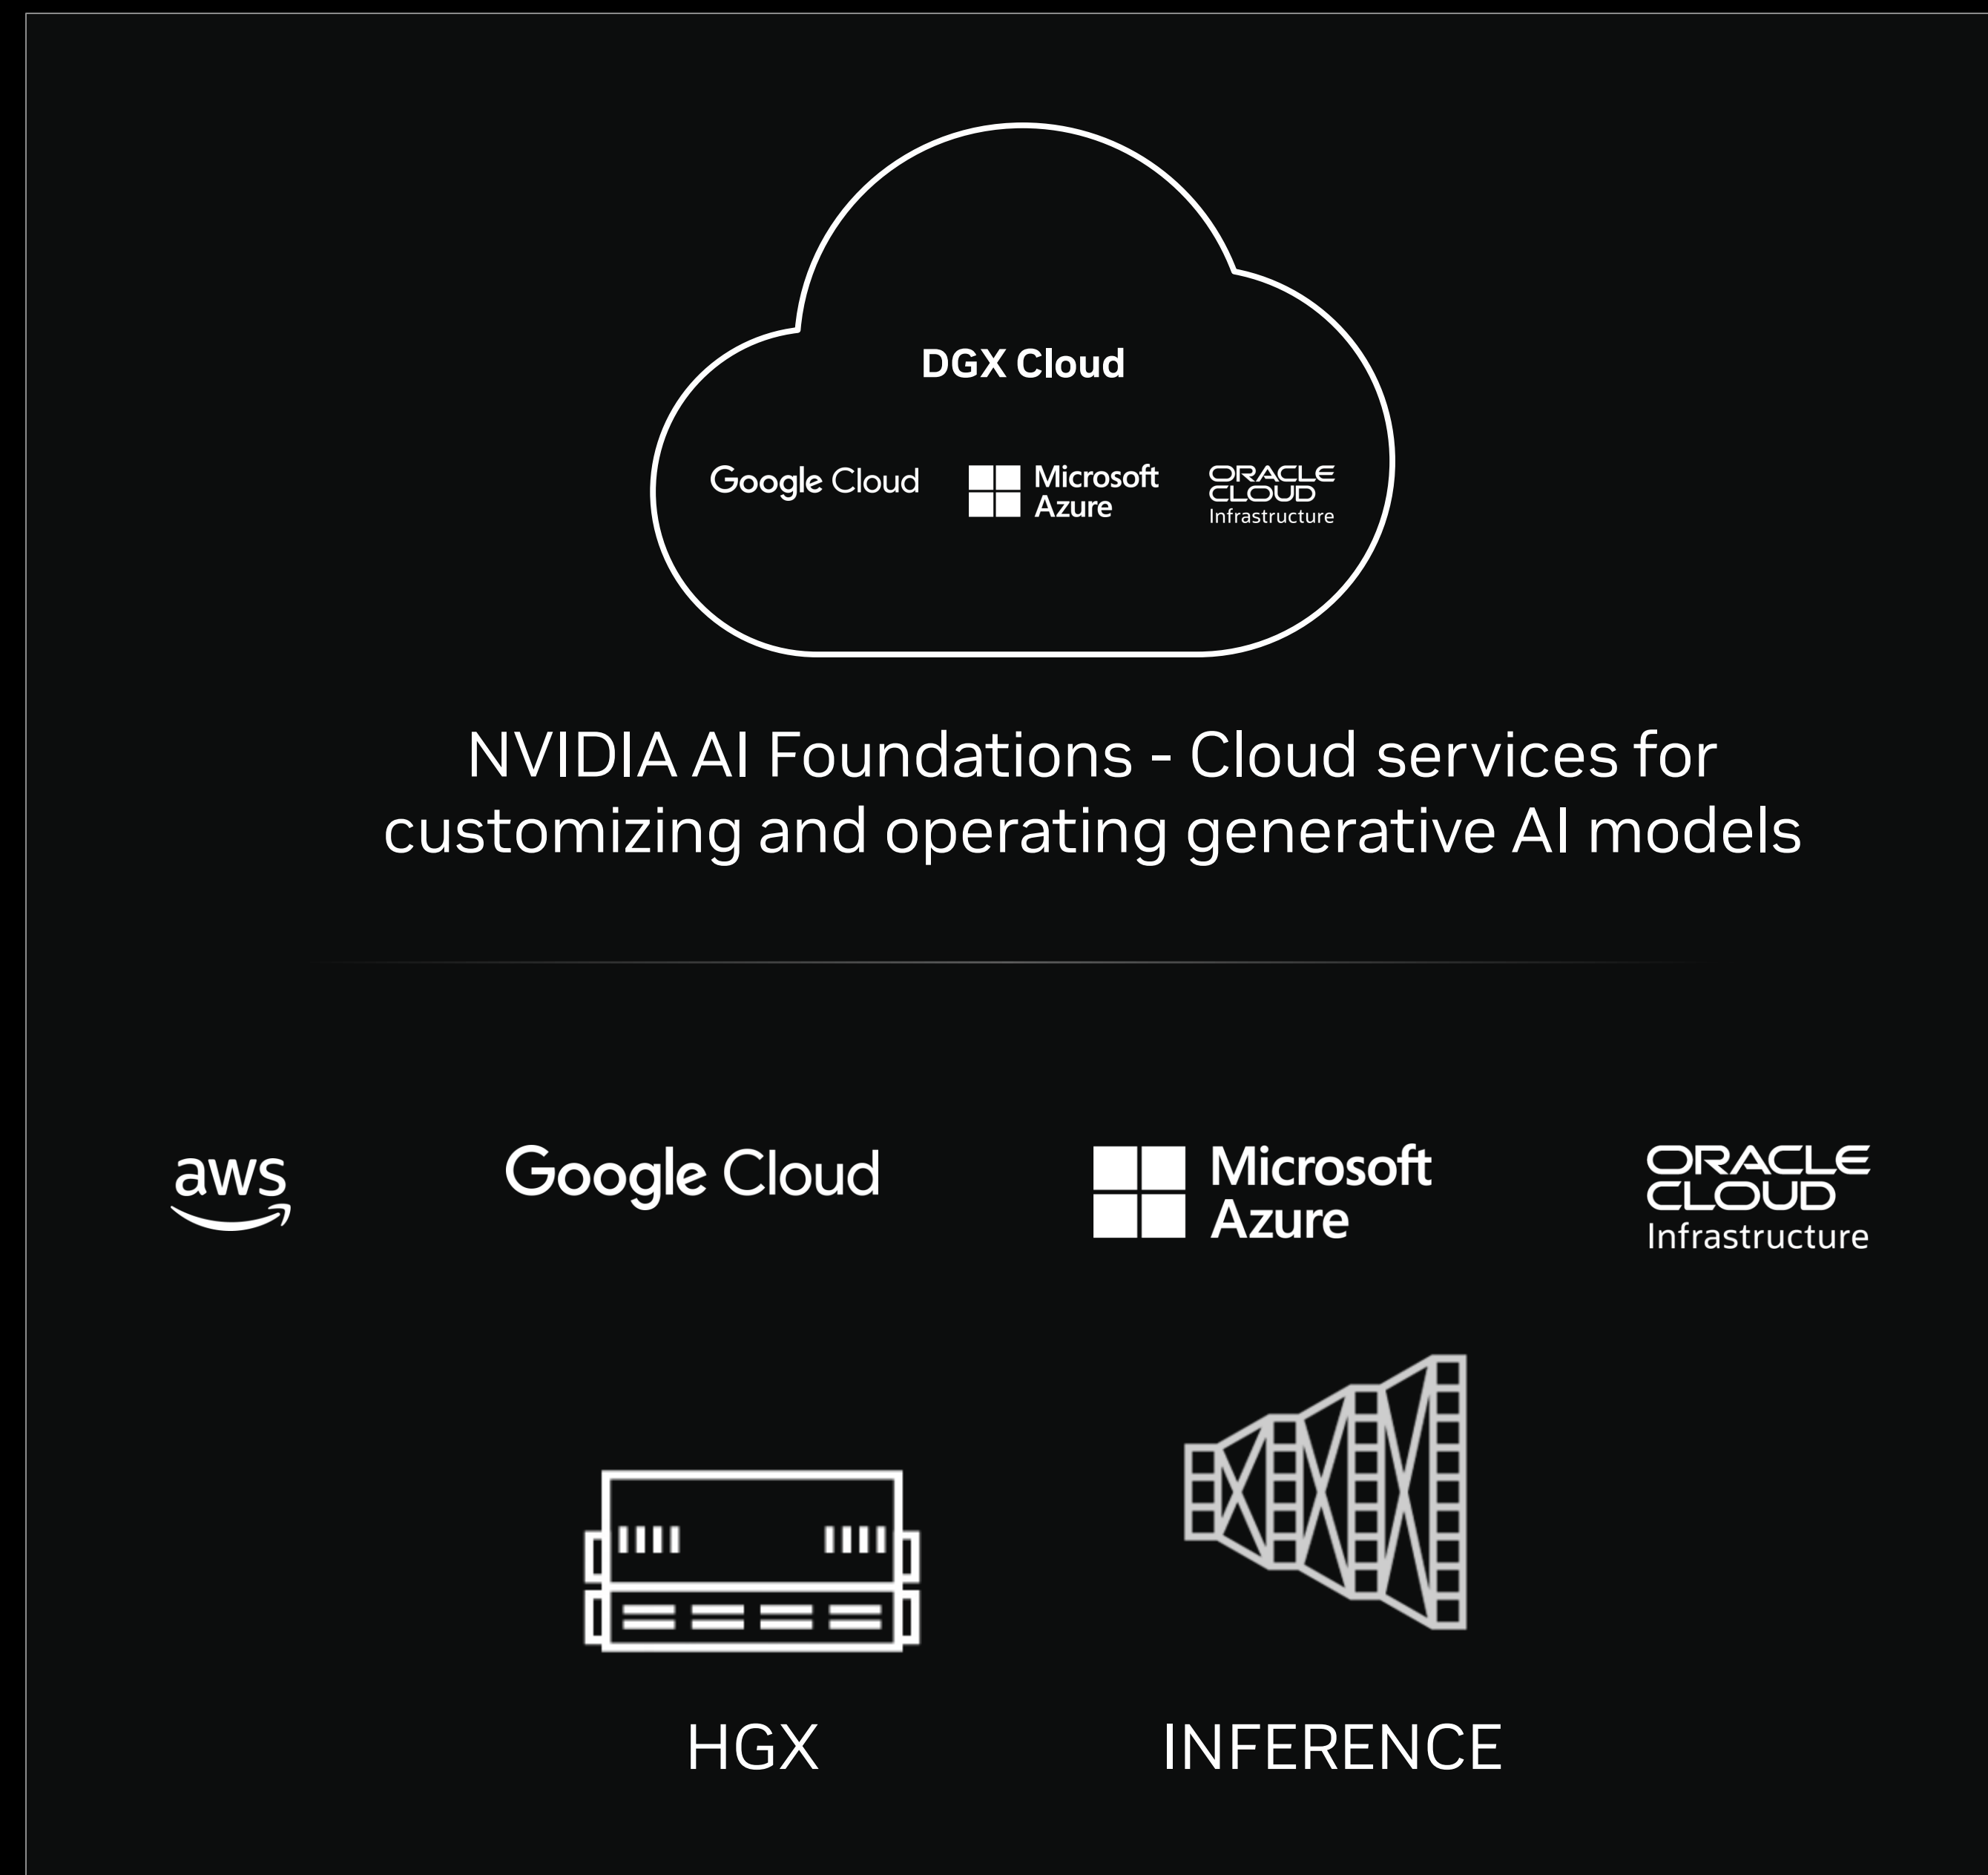 DGX Cloud
Google Cloud
Microsoft
Azure
ORACLE
CLOUD
Infrastructure
NVIDIA AI Foundations - Cloud services for
customizing and operating generative AI models
aws
Google Cloud
Microsoft
Azure
ORACLE
CLOUD
Infrastructure
HGX
INFERENCE